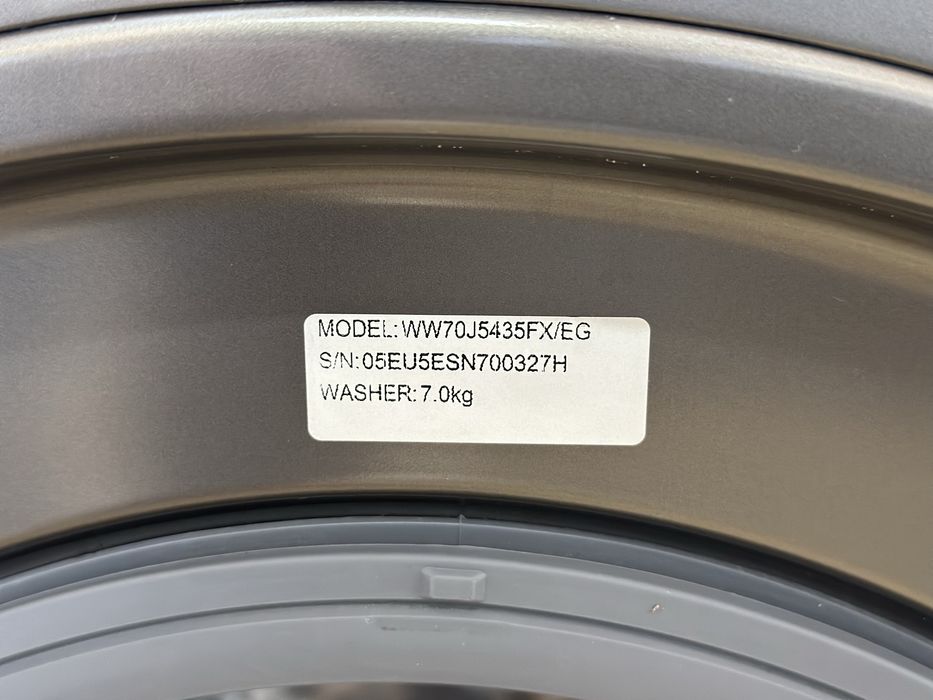 MODEL:WW70J5435FX/EG
S/N:05EU5ESN700327H
WASHER:7.0kg